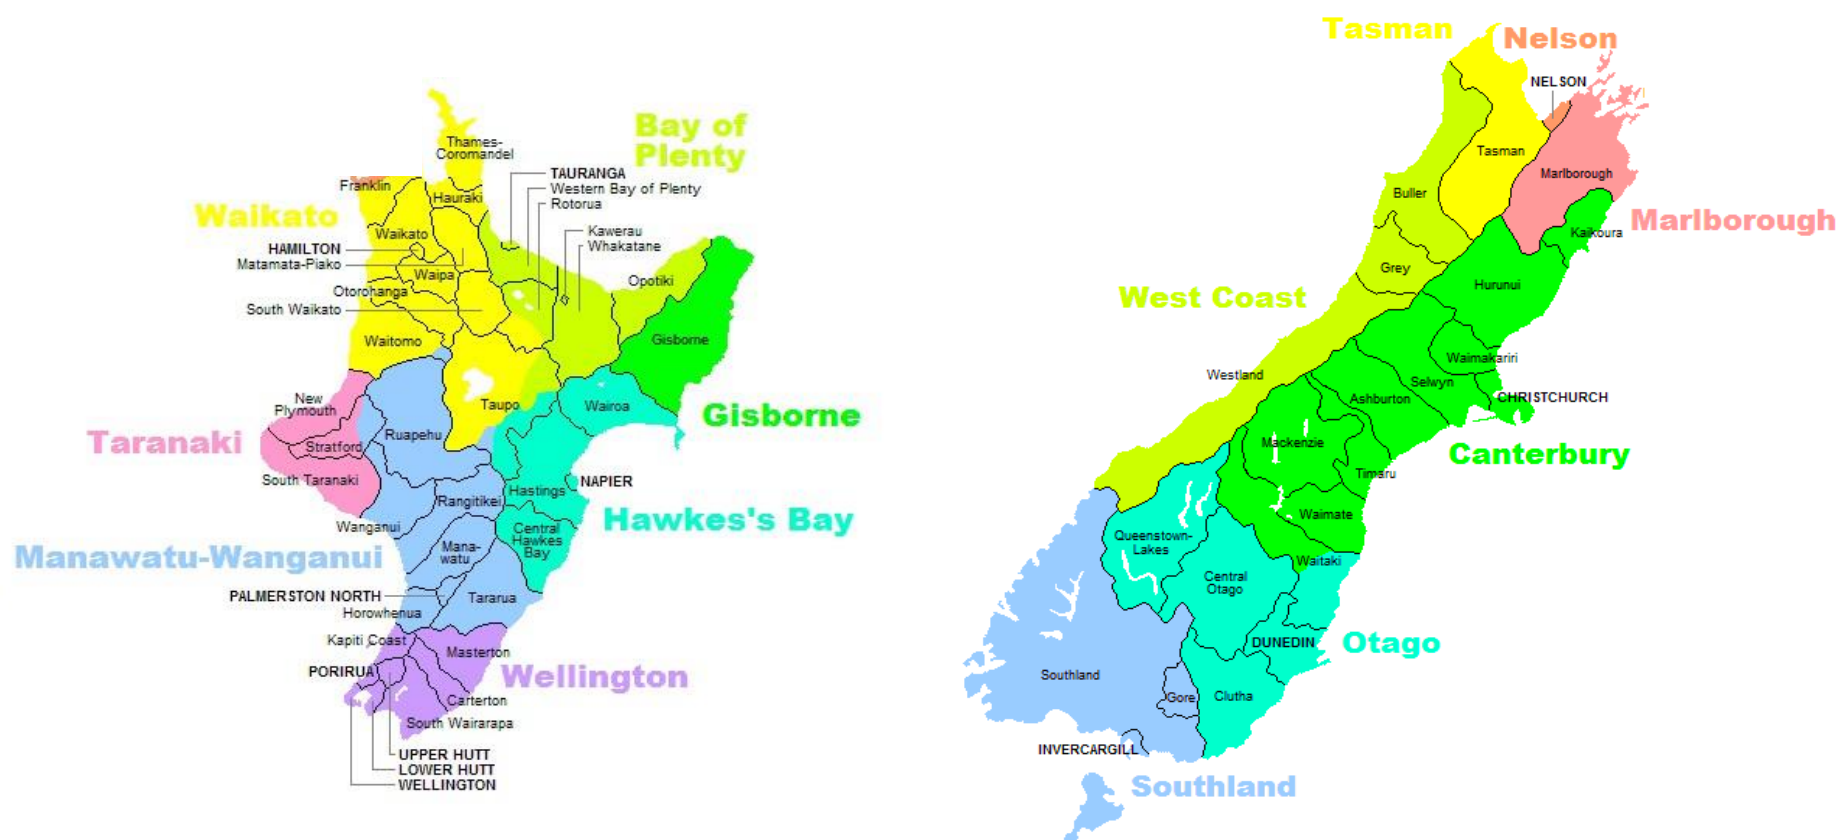 Thames-
Coromandel
Bay of
Plenty
Franklin
Hauraki
TAURANGA
Western Bay of Plenty
Rotorua
Waikato
Waikato
Kawerau
Whakatane
HAMILTON
Matamata-Piako
Waipa
Opotiki
Otorohanga
South Waikato
Waitomo
Gisborne
New
Plymouth
Taupo
Wairoa
Gisborne
Taranaki
Stratford
Ruapehu
South Taranaki
Rangitikei
Hastings
NAPIER
Wanganui
Hawkes's Bay
Central
Hawkes
Bay
Manawatu-Wanganui
Mana-
watu
PALMERSTON NORTH
Tararua
Horowhenua
Kapiti Coast
Masterton
PORIRUA
Wellington
Carterton
South Wairarapa
UPPER HUTT
LOWER HUTT
WELLINGTON
Tasman
Nelson
NELSON
Tasman
Marlborough
Buller
Marlborough
Kaikoura
Grey
Hurunui
West Coast
Waimakariri
Westland
Selwyn
Ashburton
CHRISTCHURCH
Mackenzie
Canterbury
Timaru
Waimate
Queenstown-
Lakes
Waitaki
Central
Otago
DUNEDIN
Otago
Southland
Gore
Clutha
INVERCARGILL
Southland